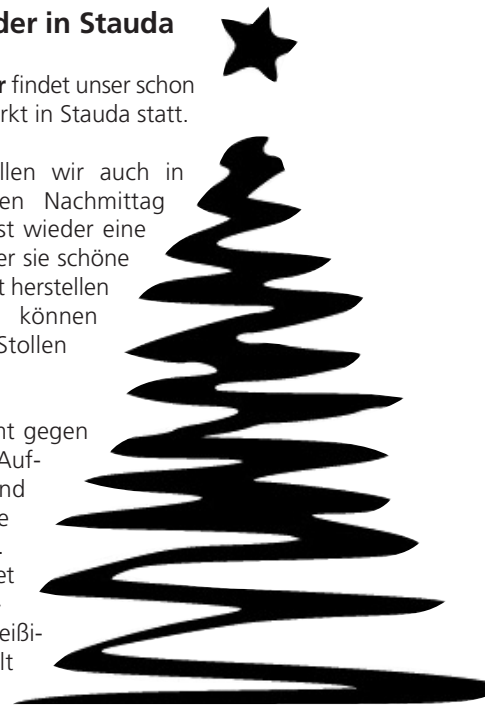 der in Stauda
r findet unser schon
rkt in Stauda statt.
llen wir auch in
en Nachmittag
st wieder eine
er sie schöne
t herstellen
können
Stollen
nt gegen
Auf-
nd
e
.
et
-
eißi-
lt